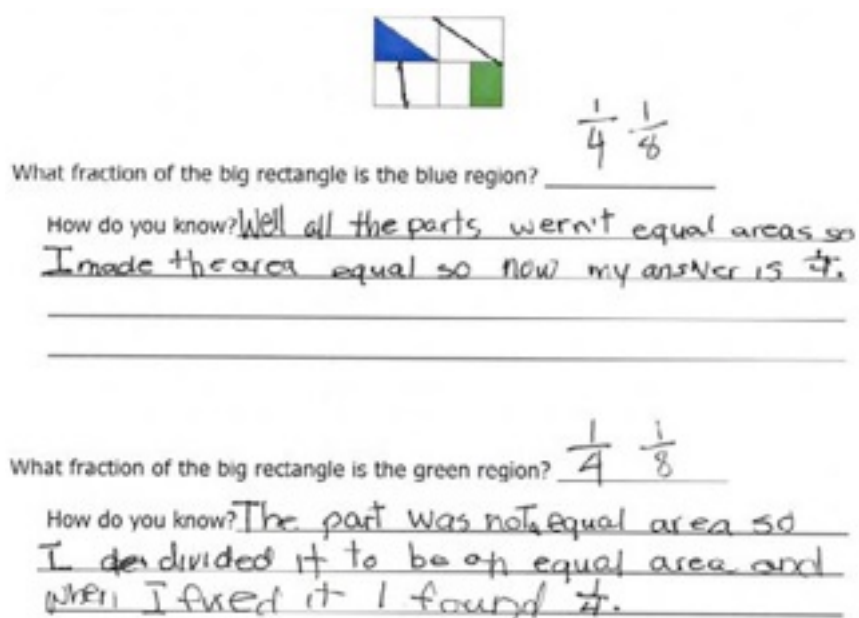 1/4 1/8
What fraction of the big rectangle is the blue region?
How do you know? Well all the parts wern't equal areas so
I made the area equal so now my answer is 1/4.
1/4 1/8
What fraction of the big rectangle is the green region?
How do you know? The part was not equal area so
I divided it to be an equal area and
when I fixed it I found 1/4.